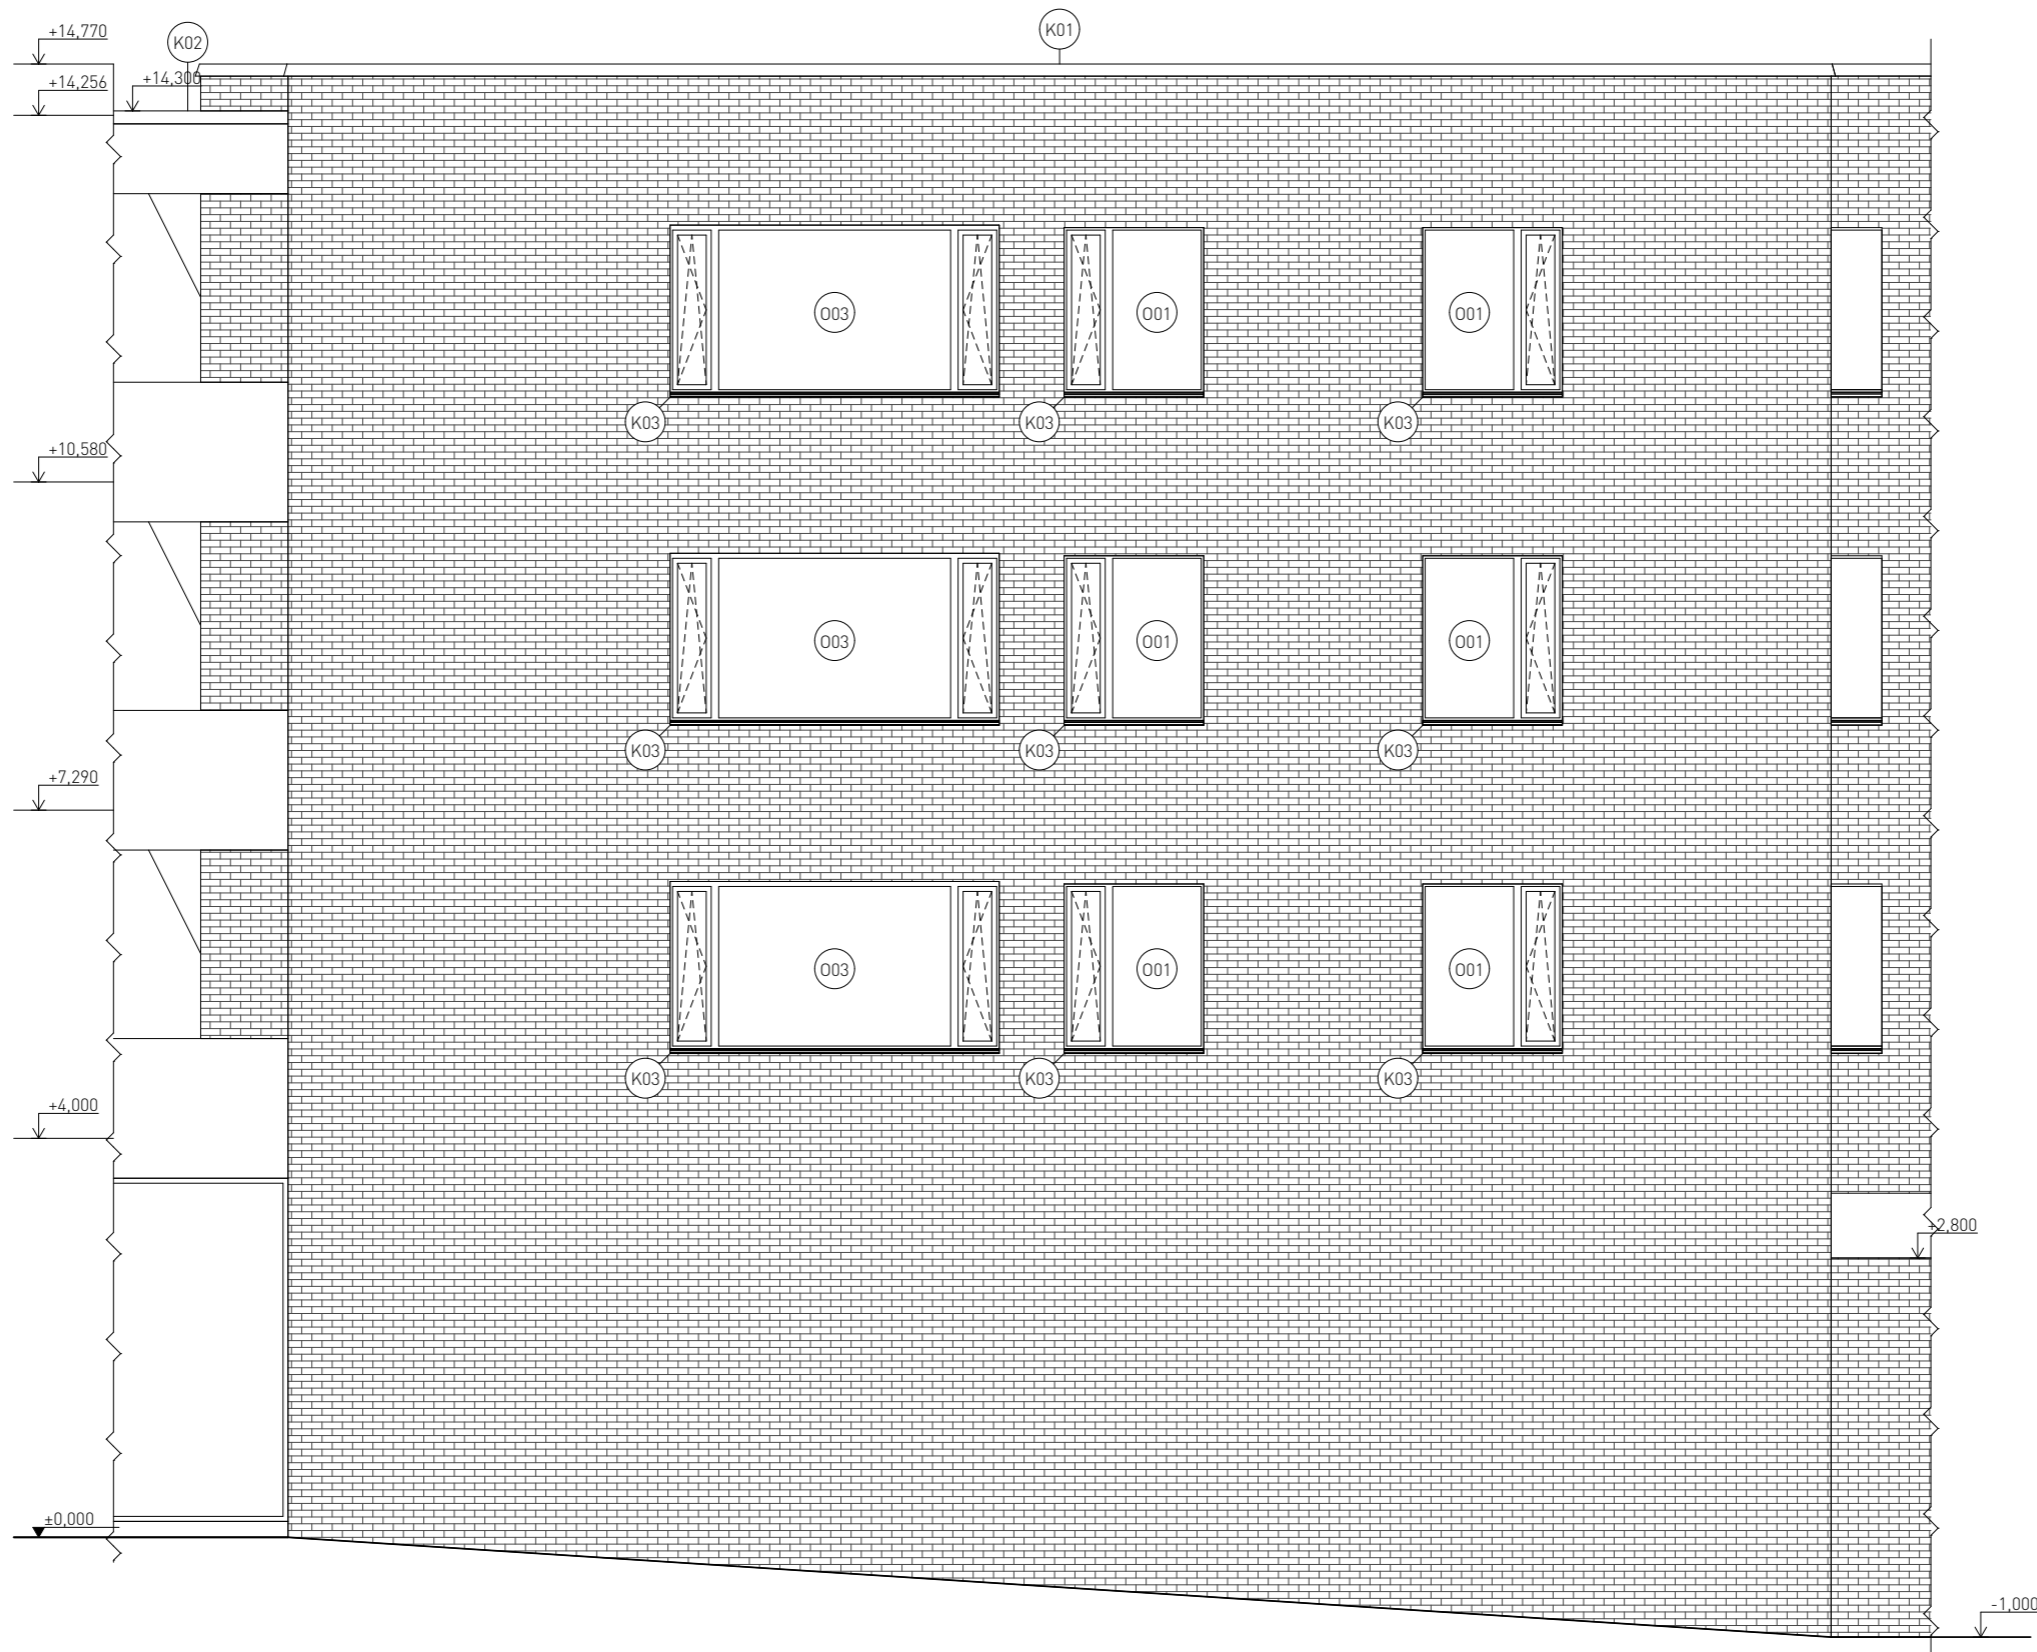 K01
+14,770
K02
+14,300
+14,256
O03
O01
O01
K03
K03
K03
+10,580
O03
O01
O01
K03
K03
K03
+7,290
O03
O01
O01
K03
K03
K03
+4,000
+2,800
±0,000
-1,000